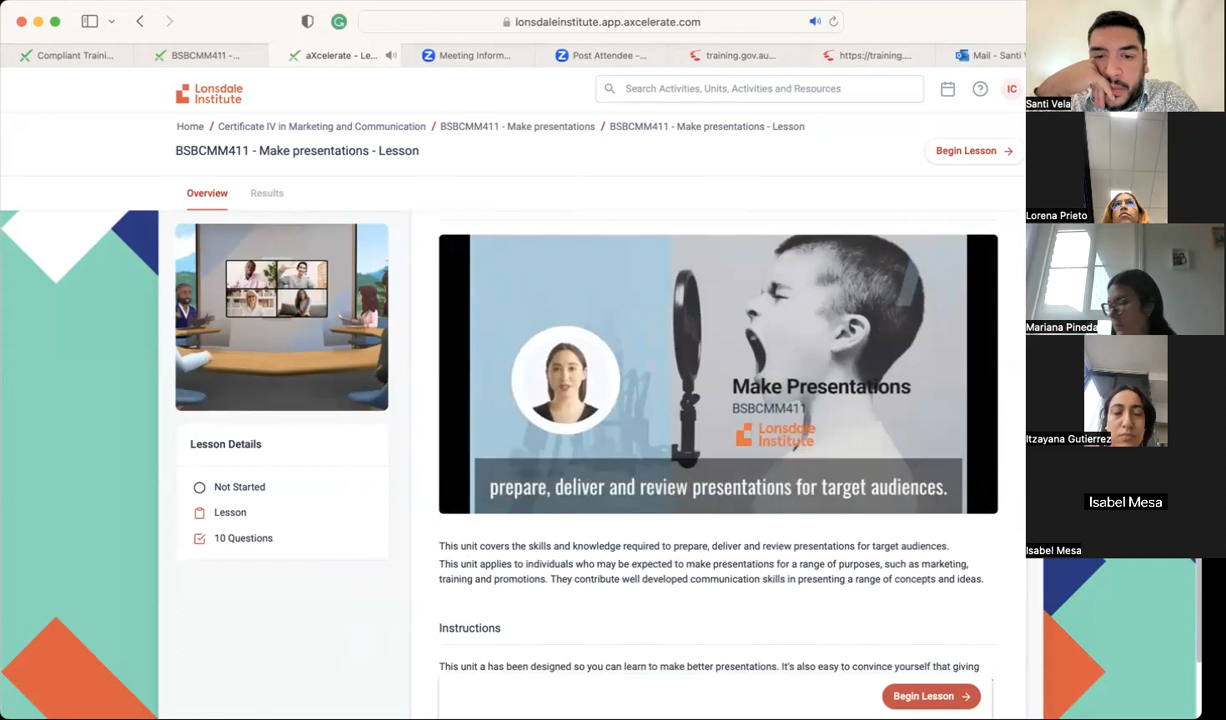 lonsdaleinstitute.app.axcelerate.com
Compliant Traini...
BSBCMM411 -...
aXcelerate - Le...
Meeting Inform...
Post Attendee -...
training.gov.au...
https://training....
Mail - Santi V
Lonsdale
Institute
Search Activities, Units, Activities and Resources
IC
Home / Certificate IV in Marketing and Communication / BSBCMM411 - Make presentations / BSBCMM411 - Make presentations - Lesson
BSBCMM411 - Make presentations - Lesson
Begin Lesson
Overview
Results
Make Presentations
BSBCMM411
Lonsdale
Institute
prepare, deliver and review presentations for target audiences.
Lesson Details
Not Started
Lesson
10 Questions
This unit covers the skills and knowledge required to prepare, deliver and review presentations for target audiences.
This unit applies to individuals who may be expected to make presentations for a range of purposes, such as marketing,
training and promotions. They contribute well developed communication skills in presenting a range of concepts and ideas.
Instructions
This unit a has been designed so you can learn to make better presentations. It's also easy to convince yourself that giving
Begin Lesson
Santi Vela
Lorena Prieto
Mariana Pineda
Itzayana Gutierrez
Isabel Mesa
Isabel Mesa